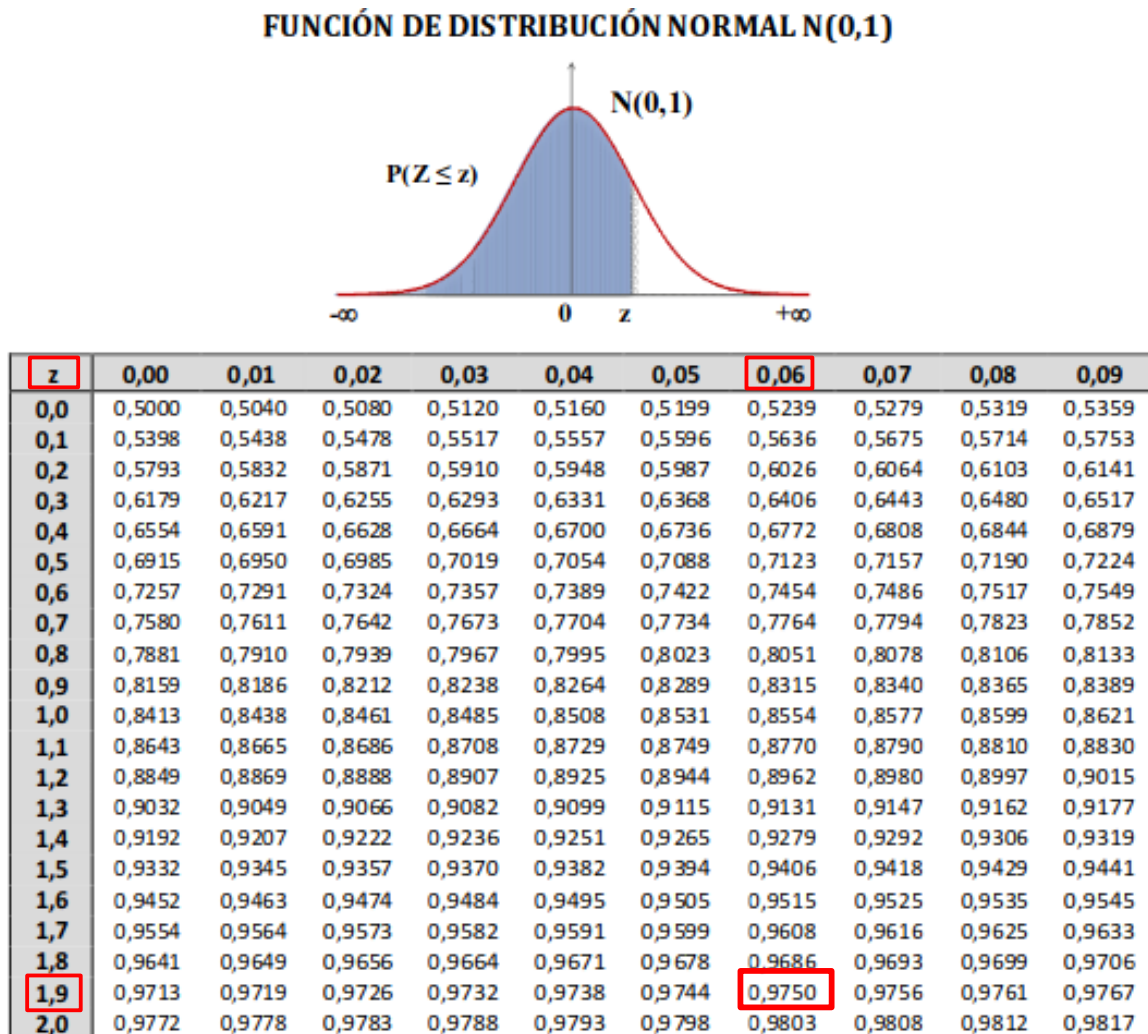 FUNCIÓN DE DISTRIBUCIÓN NORMAL N(0,1)
N(0,1)
P(Z ≤ z)
-∞ 0 z +∞
z 0,00 0,01 0,02 0,03 0,04 0,05 0,06 0,07 0,08 0,09
0,0 0,5000 0,5040 0,5080 0,5120 0,5160 0,5199 0,5239 0,5279 0,5319 0,5359
0,1 0,5398 0,5438 0,5478 0,5517 0,5557 0,5596 0,5636 0,5675 0,5714 0,5753
0,2 0,5793 0,5832 0,5871 0,5910 0,5948 0,5987 0,6026 0,6064 0,6103 0,6141
0,3 0,6179 0,6217 0,6255 0,6293 0,6331 0,6368 0,6406 0,6443 0,6480 0,6517
0,4 0,6554 0,6591 0,6628 0,6664 0,6700 0,6736 0,6772 0,6808 0,6844 0,6879
0,5 0,6915 0,6950 0,6985 0,7019 0,7054 0,7088 0,7123 0,7157 0,7190 0,7224
0,6 0,7257 0,7291 0,7324 0,7357 0,7389 0,7422 0,7454 0,7486 0,7517 0,7549
0,7 0,7580 0,7611 0,7642 0,7673 0,7704 0,7734 0,7764 0,7794 0,7823 0,7852
0,8 0,7881 0,7910 0,7939 0,7967 0,7995 0,8023 0,8051 0,8078 0,8106 0,8133
0,9 0,8159 0,8186 0,8212 0,8238 0,8264 0,8289 0,8315 0,8340 0,8365 0,8389
1,0 0,8413 0,8438 0,8461 0,8485 0,8508 0,8531 0,8554 0,8577 0,8599 0,8621
1,1 0,8643 0,8665 0,8686 0,8708 0,8729 0,8749 0,8770 0,8790 0,8810 0,8830
1,2 0,8849 0,8869 0,8888 0,8907 0,8925 0,8944 0,8962 0,8980 0,8997 0,9015
1,3 0,9032 0,9049 0,9066 0,9082 0,9099 0,9115 0,9131 0,9147 0,9162 0,9177
1,4 0,9192 0,9207 0,9222 0,9236 0,9251 0,9265 0,9279 0,9292 0,9306 0,9319
1,5 0,9332 0,9345 0,9357 0,9370 0,9382 0,9394 0,9406 0,9418 0,9429 0,9441
1,6 0,9452 0,9463 0,9474 0,9484 0,9495 0,9505 0,9515 0,9525 0,9535 0,9545
1,7 0,9554 0,9564 0,9573 0,9582 0,9591 0,9599 0,9608 0,9616 0,9625 0,9633
1,8 0,9641 0,9649 0,9656 0,9664 0,9671 0,9678 0,9686 0,9693 0,9699 0,9706
1,9 0,9713 0,9719 0,9726 0,9732 0,9738 0,9744 0,9750 0,9756 0,9761 0,9767
2,0 0,9772 0,9778 0,9783 0,9788 0,9793 0,9798 0,9803 0,9808 0,9812 0,9817